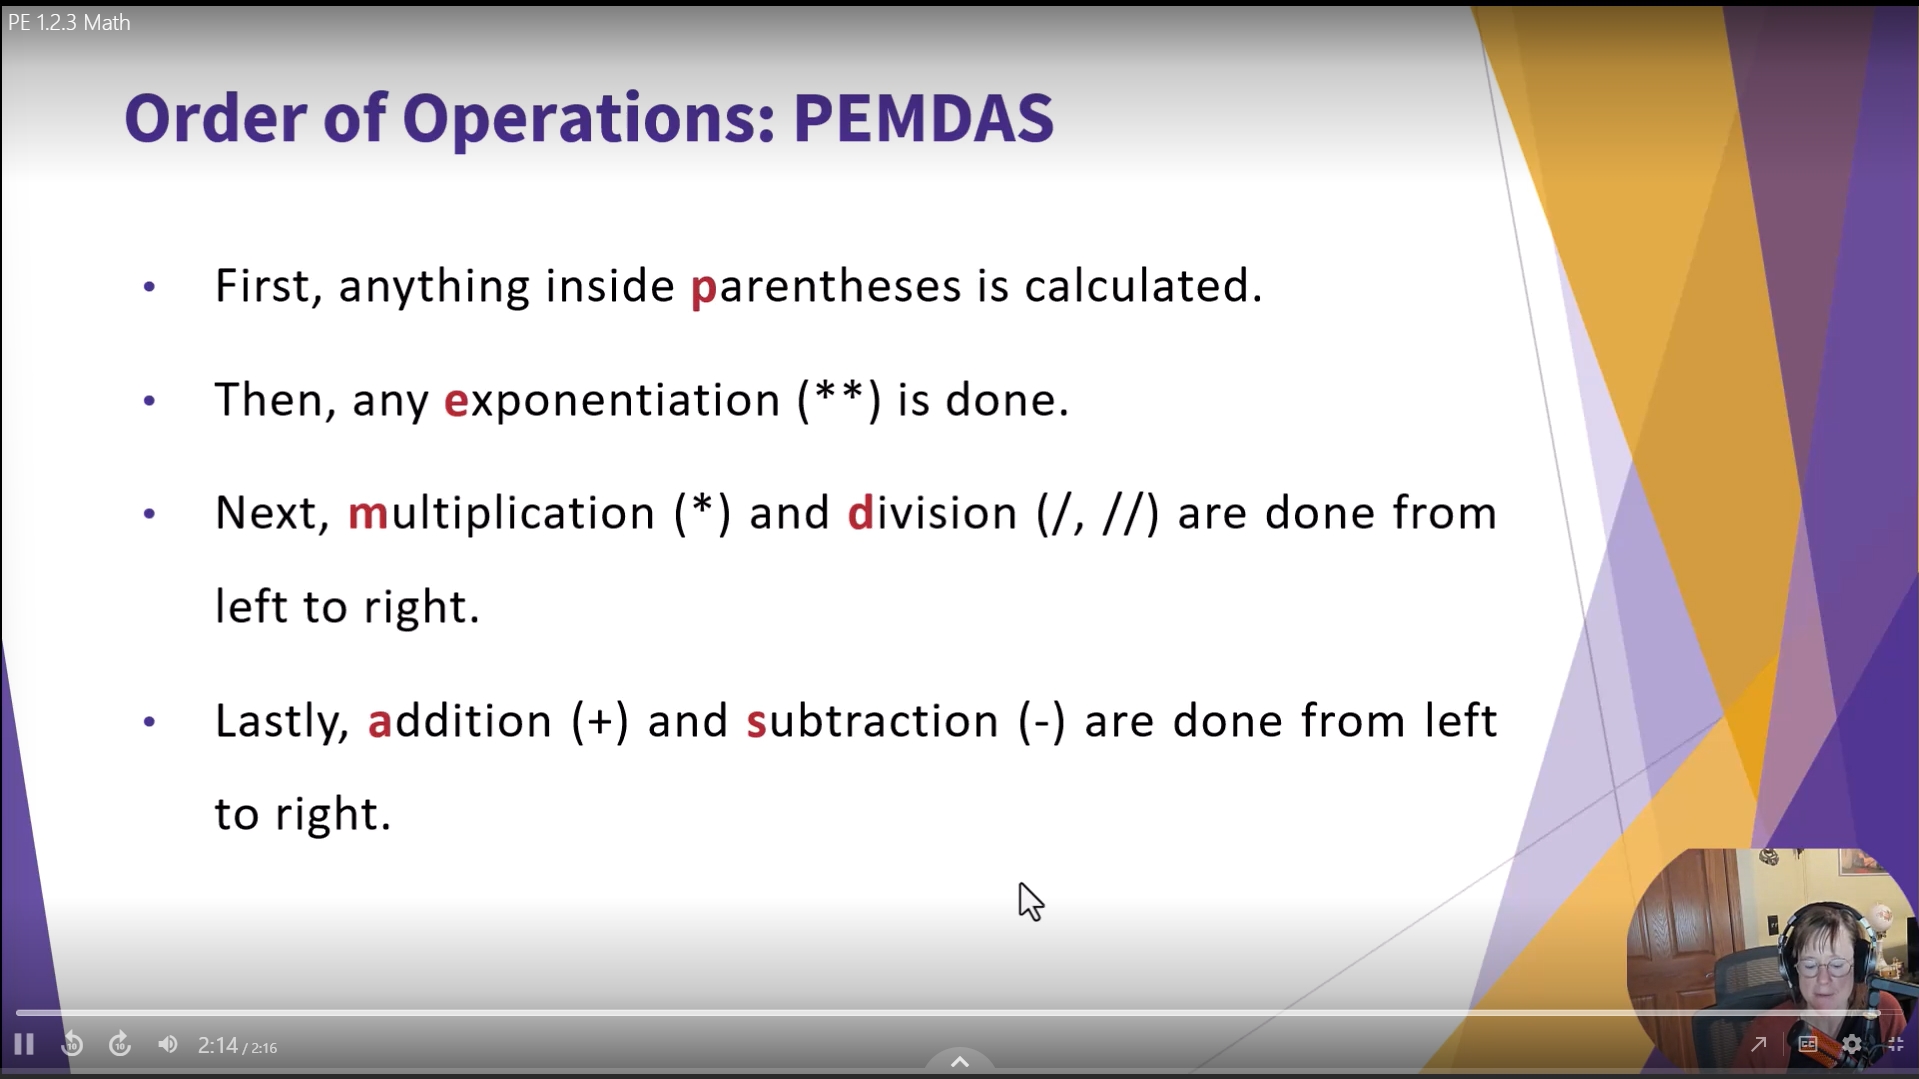 PE 1.2.3 Math
Order of Operations: PEMDAS
• First, anything inside parentheses is calculated.
• Then, any exponentiation (**) is done.
• Next, multiplication (*) and division (/, //) are done from
left to right.
• Lastly, addition (+) and subtraction (-) are done from left
to right.
10 10 2:14 / 2:16 CC